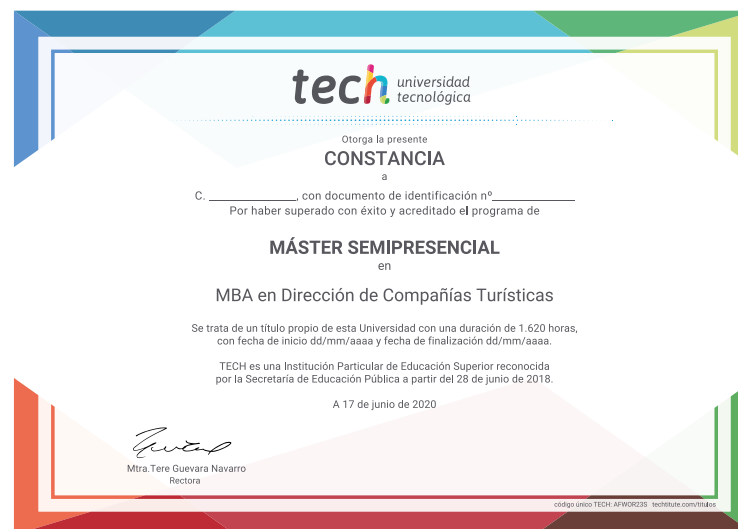 tech universidad
tecnológica
Otorga la presente
CONSTANCIA
a
C. ______________, con documento de identificación nº______________
Por haber superado con éxito y acreditado el programa de
MÁSTER SEMIPRESENCIAL
en
MBA en Dirección de Compañías Turísticas
Se trata de un título propio de esta Universidad con una duración de 1.620 horas,
con fecha de inicio dd/mm/aaaa y fecha de finalización dd/mm/aaaa.
TECH es una Institución Particular de Educación Superior reconocida
por la Secretaría de Educación Pública a partir del 28 de junio de 2018.
A 17 de junio de 2020
Mtra.Tere Guevara Navarro
Rectora
código unico TECH: AFWOR23S techtitute.com/titulos